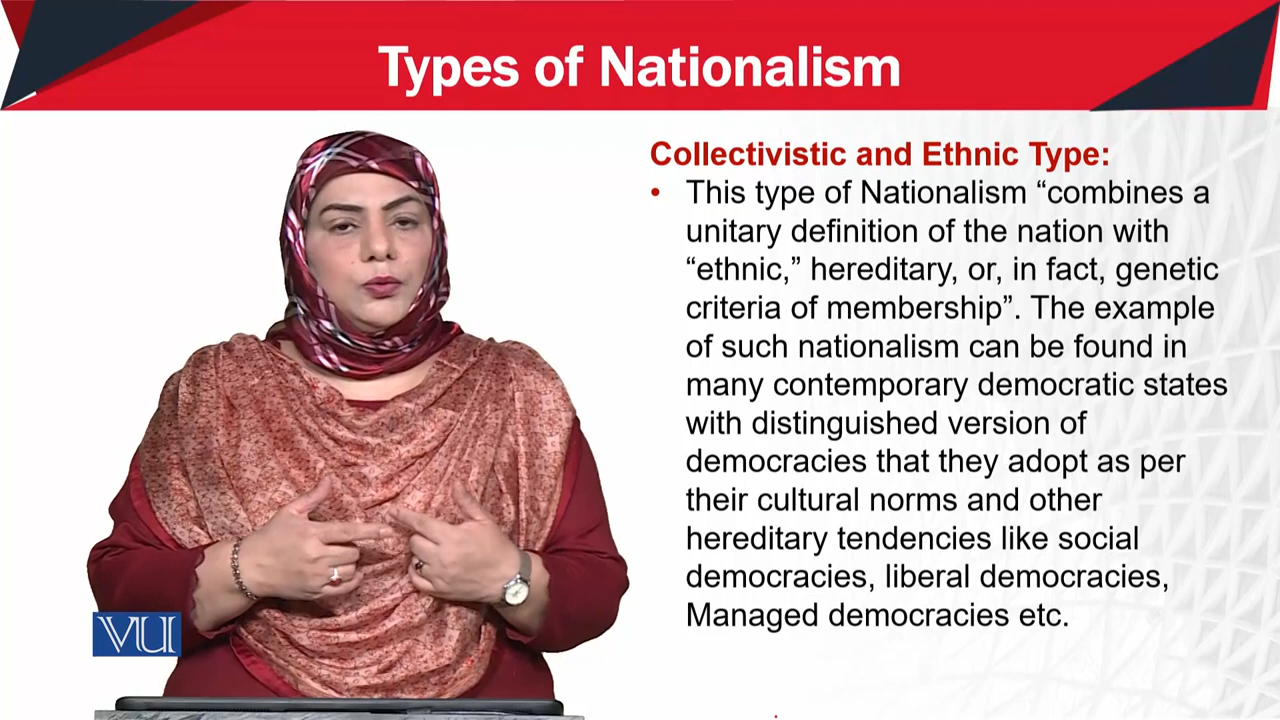 Types of Nationalism
Collectivistic and Ethnic Type:
• This type of Nationalism “combines a
unitary definition of the nation with
“ethnic,” hereditary, or, in fact, genetic
criteria of membership”. The example
of such nationalism can be found in
many contemporary democratic states
with distinguished version of
democracies that they adopt as per
their cultural norms and other
hereditary tendencies like social
democracies, liberal democracies,
Managed democracies etc.
VU